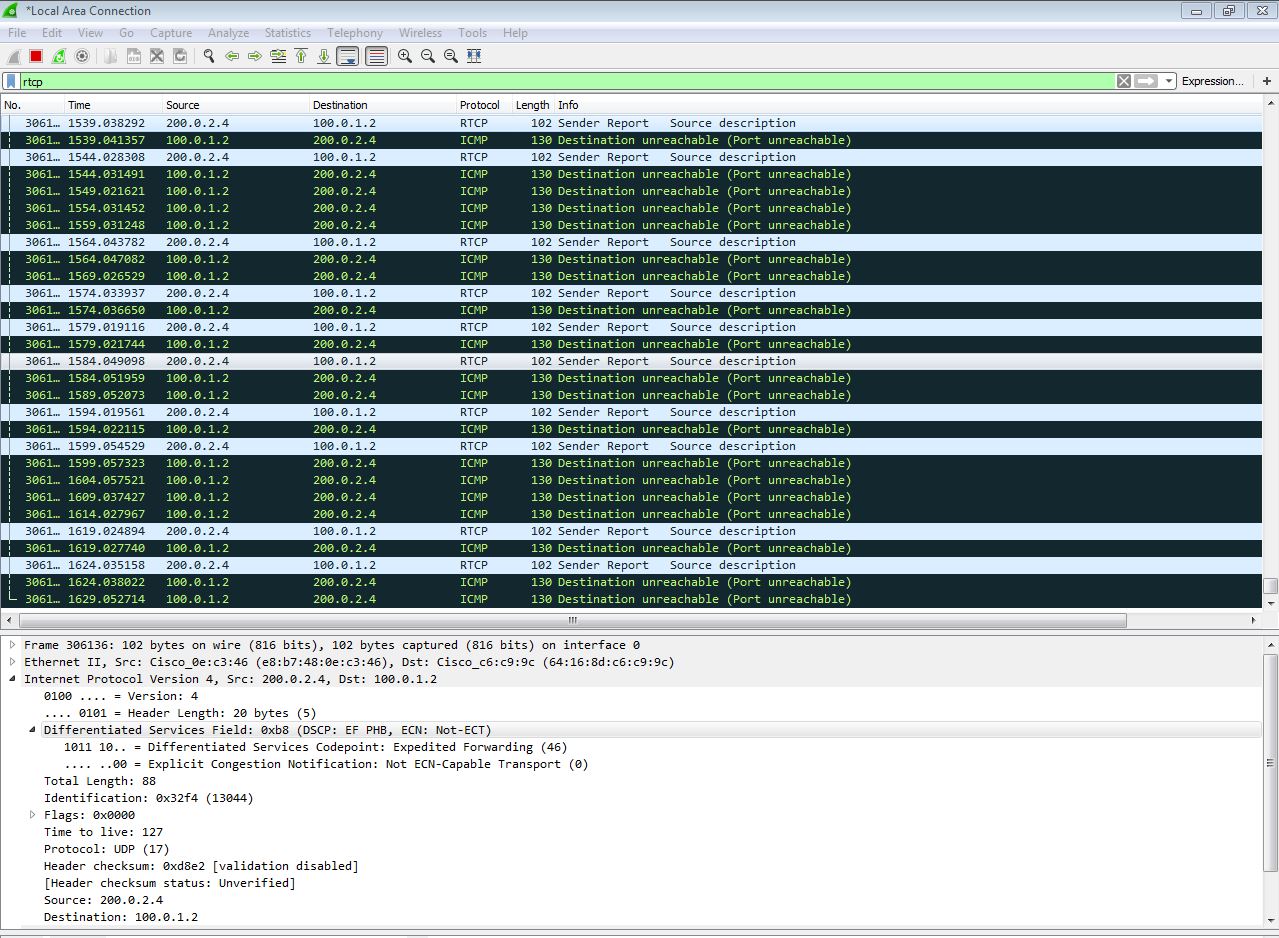 *Local Area Connection
File Edit View Go Capture Analyze Statistics Telephony Wireless Tools Help
rtcp Expression... +
No. Time Source Destination Protocol Length Info
3061… 1539.038292 200.0.2.4 100.0.1.2 RTCP 102 Sender Report Source description
3061… 1539.041357 100.0.1.2 200.0.2.4 ICMP 130 Destination unreachable (Port unreachable)
3061… 1544.028308 200.0.2.4 100.0.1.2 RTCP 102 Sender Report Source description
3061… 1544.031491 100.0.1.2 200.0.2.4 ICMP 130 Destination unreachable (Port unreachable)
3061… 1549.021621 100.0.1.2 200.0.2.4 ICMP 130 Destination unreachable (Port unreachable)
3061… 1554.031452 100.0.1.2 200.0.2.4 ICMP 130 Destination unreachable (Port unreachable)
3061… 1559.031248 100.0.1.2 200.0.2.4 ICMP 130 Destination unreachable (Port unreachable)
3061… 1564.043782 200.0.2.4 100.0.1.2 RTCP 102 Sender Report Source description
3061… 1564.047082 100.0.1.2 200.0.2.4 ICMP 130 Destination unreachable (Port unreachable)
3061… 1569.026529 100.0.1.2 200.0.2.4 ICMP 130 Destination unreachable (Port unreachable)
3061… 1574.033937 200.0.2.4 100.0.1.2 RTCP 102 Sender Report Source description
3061… 1574.036650 100.0.1.2 200.0.2.4 ICMP 130 Destination unreachable (Port unreachable)
3061… 1579.019116 200.0.2.4 100.0.1.2 RTCP 102 Sender Report Source description
3061… 1579.021744 100.0.1.2 200.0.2.4 ICMP 130 Destination unreachable (Port unreachable)
3061… 1584.049098 200.0.2.4 100.0.1.2 RTCP 102 Sender Report Source description
3061… 1584.051959 100.0.1.2 200.0.2.4 ICMP 130 Destination unreachable (Port unreachable)
3061… 1589.052073 100.0.1.2 200.0.2.4 ICMP 130 Destination unreachable (Port unreachable)
3061… 1594.019561 200.0.2.4 100.0.1.2 RTCP 102 Sender Report Source description
3061… 1594.022115 100.0.1.2 200.0.2.4 ICMP 130 Destination unreachable (Port unreachable)
3061… 1599.054529 200.0.2.4 100.0.1.2 RTCP 102 Sender Report Source description
3061… 1599.057323 100.0.1.2 200.0.2.4 ICMP 130 Destination unreachable (Port unreachable)
3061… 1604.057521 100.0.1.2 200.0.2.4 ICMP 130 Destination unreachable (Port unreachable)
3061… 1609.037427 100.0.1.2 200.0.2.4 ICMP 130 Destination unreachable (Port unreachable)
3061… 1614.027967 100.0.1.2 200.0.2.4 ICMP 130 Destination unreachable (Port unreachable)
3061… 1619.024894 200.0.2.4 100.0.1.2 RTCP 102 Sender Report Source description
3061… 1619.027740 100.0.1.2 200.0.2.4 ICMP 130 Destination unreachable (Port unreachable)
3061… 1624.035158 200.0.2.4 100.0.1.2 RTCP 102 Sender Report Source description
3061… 1624.038022 100.0.1.2 200.0.2.4 ICMP 130 Destination unreachable (Port unreachable)
3061… 1629.052714 100.0.1.2 200.0.2.4 ICMP 130 Destination unreachable (Port unreachable)
Frame 306136: 102 bytes on wire (816 bits), 102 bytes captured (816 bits) on interface 0
Ethernet II, Src: Cisco_0e:c3:46 (e8:b7:48:0e:c3:46), Dst: Cisco_c6:c9:9c (64:16:8d:c6:c9:9c)
Internet Protocol Version 4, Src: 200.0.2.4, Dst: 100.0.1.2
0100 .... = Version: 4
.... 0101 = Header Length: 20 bytes (5)
Differentiated Services Field: 0xb8 (DSCP: EF PHB, ECN: Not-ECT)
1011 10.. = Differentiated Services Codepoint: Expedited Forwarding (46)
.... ..00 = Explicit Congestion Notification: Not ECN-Capable Transport (0)
Total Length: 88
Identification: 0x32f4 (13044)
Flags: 0x0000
Time to live: 127
Protocol: UDP (17)
Header checksum: 0xd8e2 [validation disabled]
[Header checksum status: Unverified]
Source: 200.0.2.4
Destination: 100.0.1.2